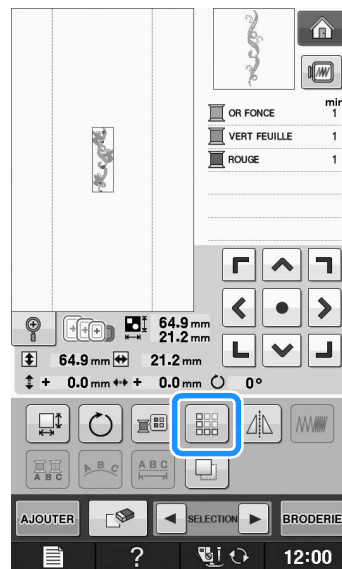 min
OR FONCE 1
VERT FEUILLE 1
ROUGE 1
64.9 mm
21.2 mm
64.9 mm 21.2 mm
+ 0.0 mm + 0.0 mm 0°
A B C A B C A B C
AJOUTER SELECTION BRODERIE
? 12:00